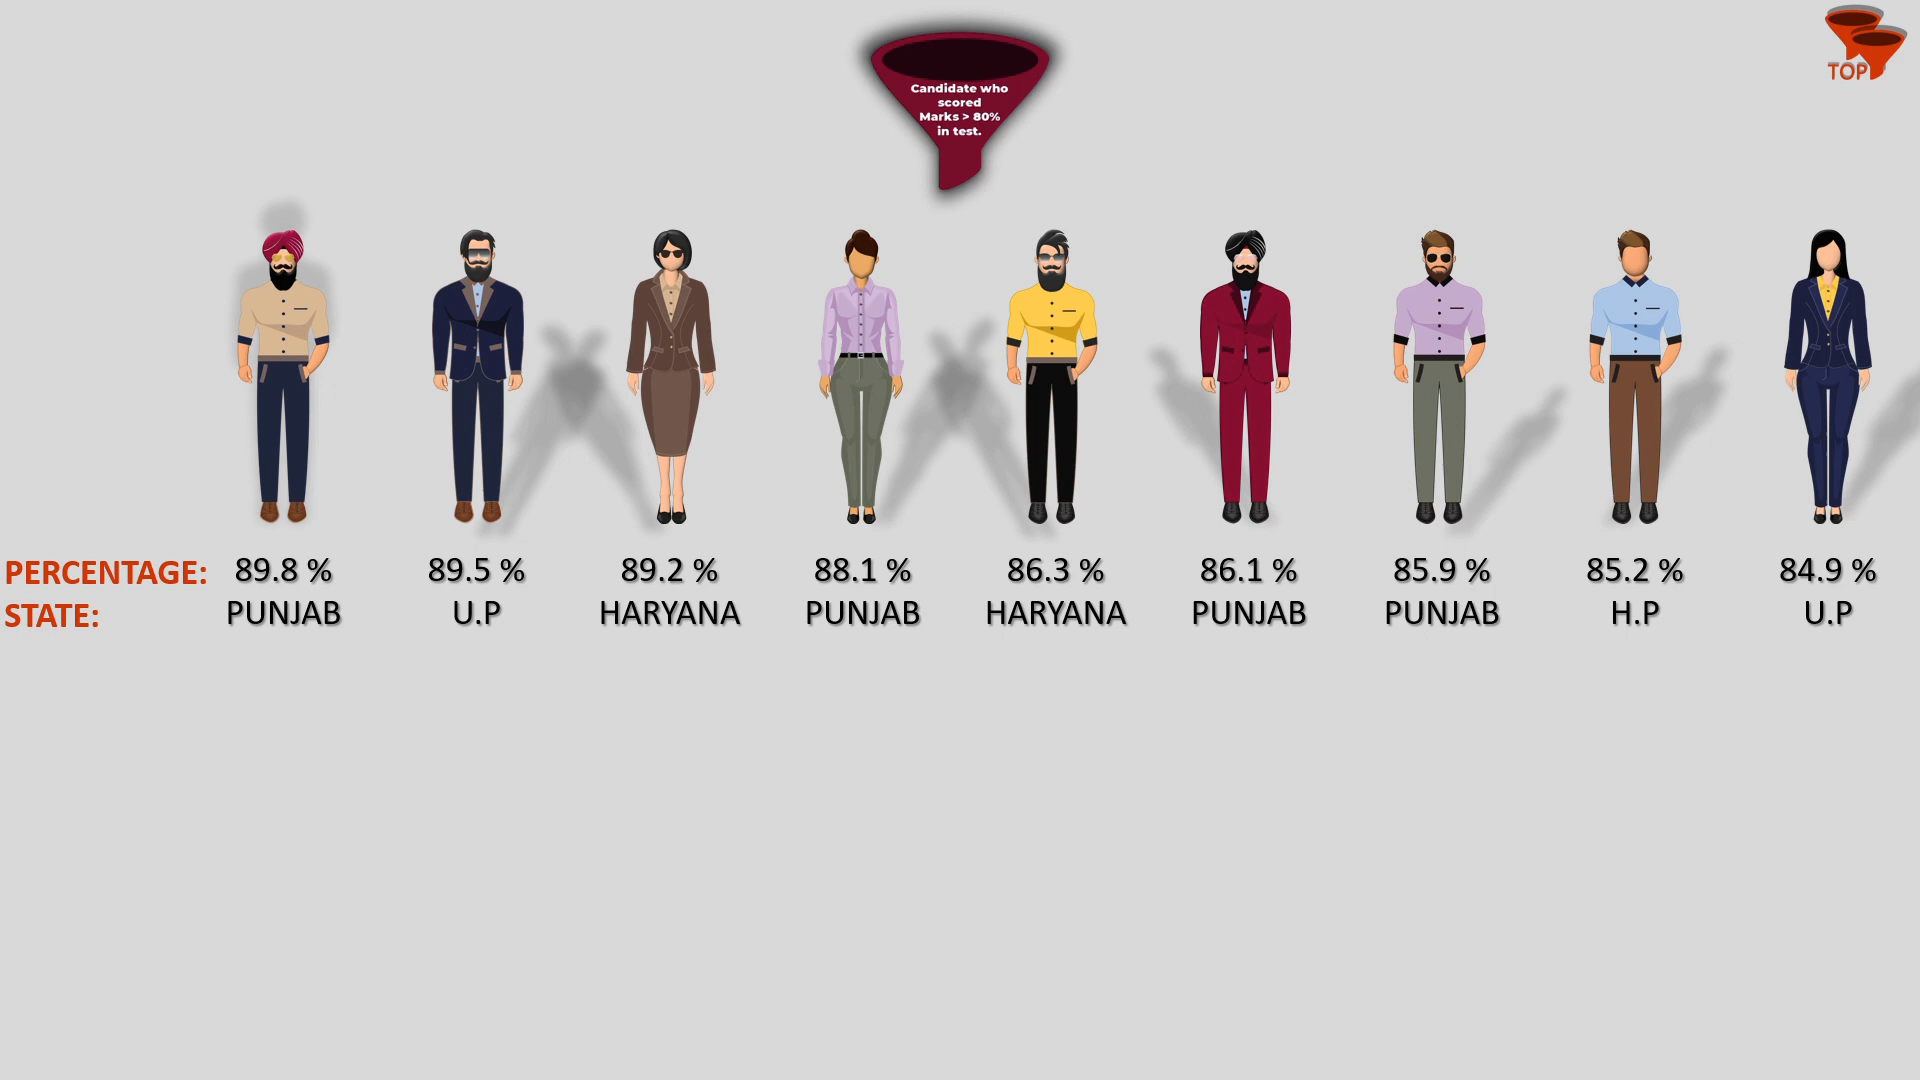 Candidate who
scored
Marks > 80%
in test.
TOP
PERCENTAGE: 89.8 % 89.5 % 89.2 % 88.1 % 86.3 % 86.1 % 85.9 % 85.2 % 84.9 %
STATE: PUNJAB U.P HARYANA PUNJAB HARYANA PUNJAB PUNJAB H.P U.P